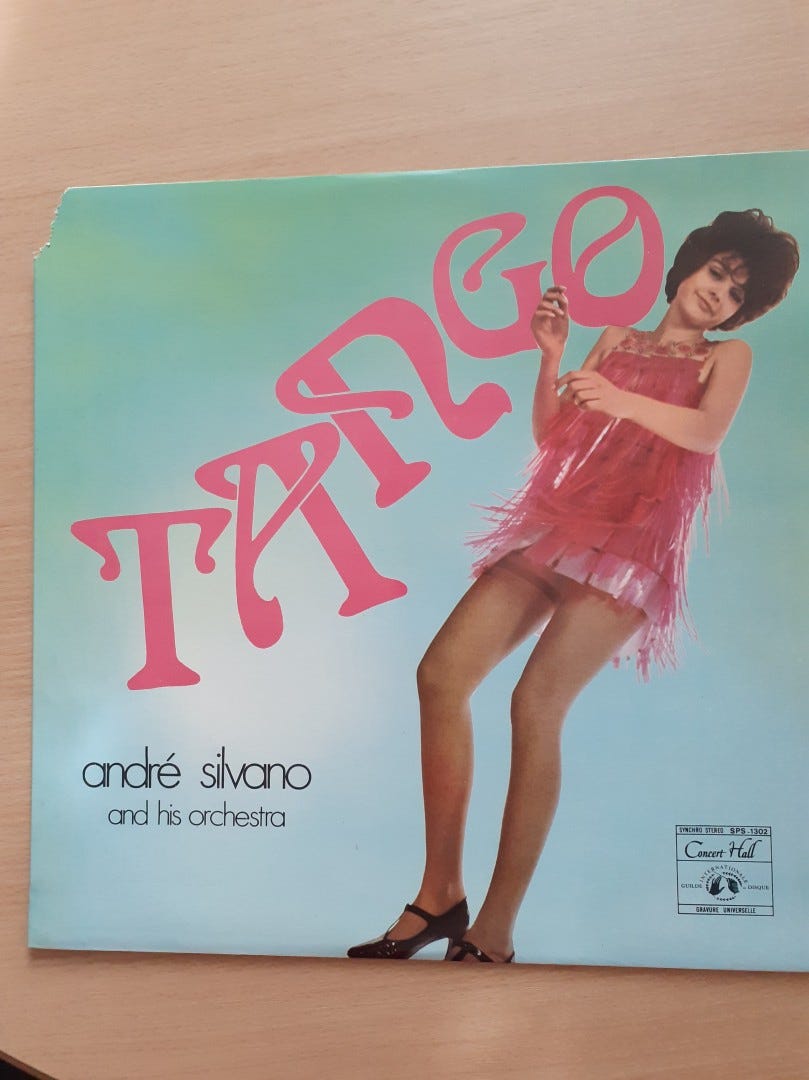 TANGO
andré silvano
and his orchestra
SYNCHRO STEREO SPS-1302
Concert Hall
INTERNATIONALE
GUILDE du DISQUE
GRAVURE UNIVERSELLE